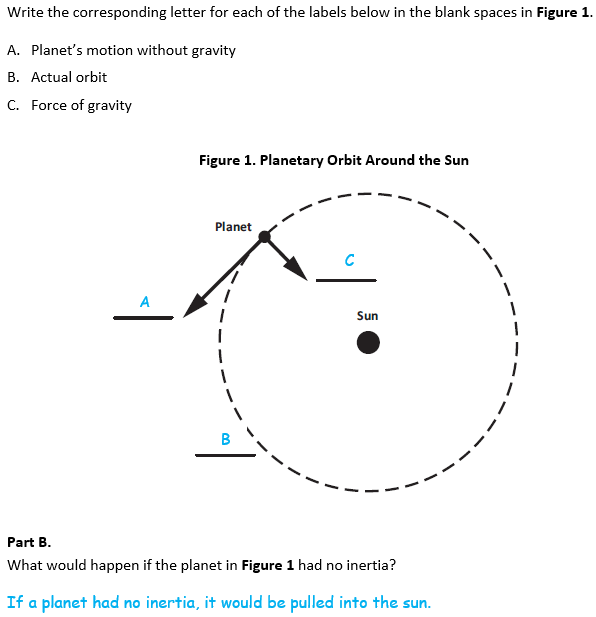 Write the corresponding letter for each of the labels below in the blank spaces in Figure 1.
A. Planet's motion without gravity
B. Actual orbit
C. Force of gravity
Figure 1. Planetary Orbit Around the Sun
Planet
C
A
Sun
B
Part B.
What would happen if the planet in Figure 1 had no inertia?
If a planet had no inertia, it would be pulled into the sun.